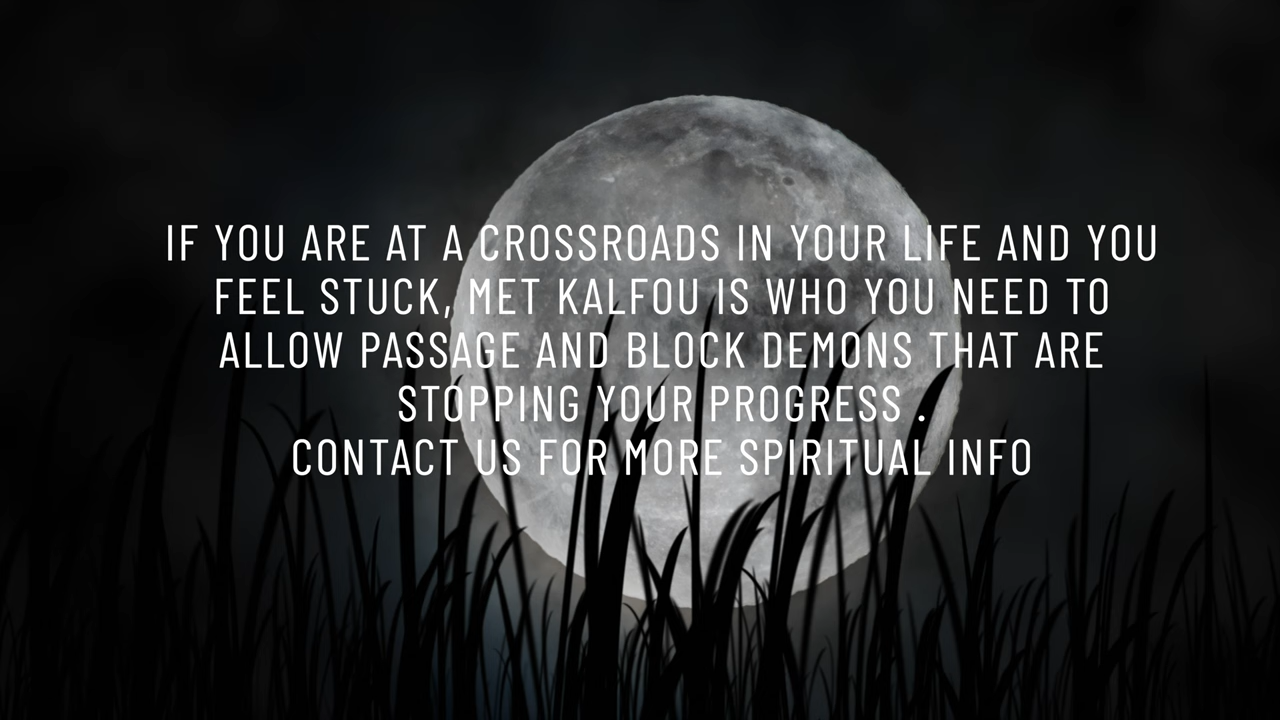 IF YOU ARE AT A CROSSROADS IN YOUR LIFE AND YOU
FEEL STUCK, MET KALFOU IS WHO YOU NEED TO
ALLOW PASSAGE AND BLOCK DEMONS THAT ARE
STOPPING YOUR PROGRESS .
CONTACT US FOR MORE SPIRITUAL INFO